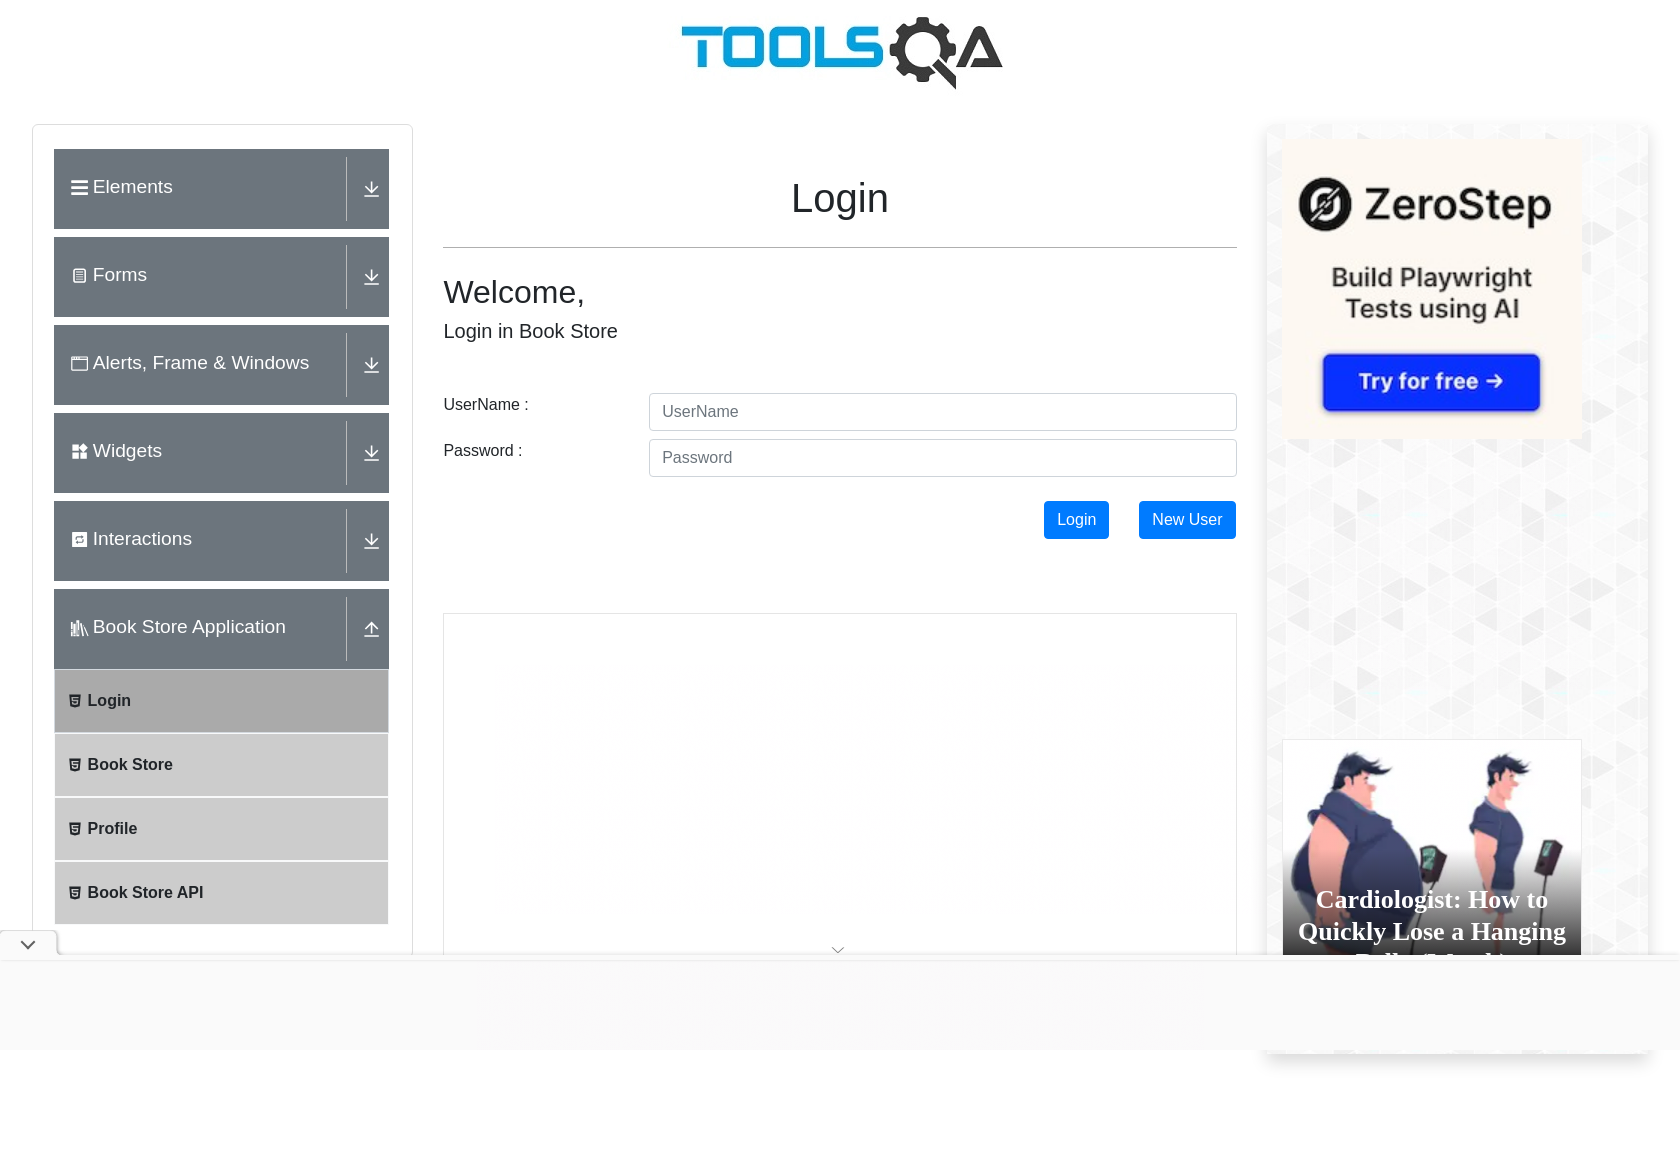 TOOLSQA
Elements
Forms
Alerts, Frame & Windows
Widgets
Interactions
Book Store Application
Login
Book Store
Profile
Book Store API
Login
Welcome,
Login in Book Store
UserName :
UserName
Password :
Password
Login
New User
ZeroStep
Build Playwright
Tests using AI
Try for free →
Cardiologist: How to
Quickly Lose a Hanging